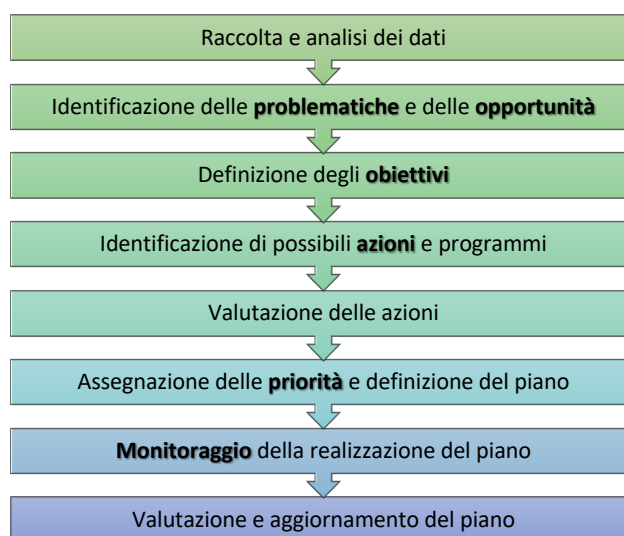 Raccolta e analisi dei dati
Identificazione delle problematiche e delle opportunità
Definizione degli obiettivi
Identificazione di possibili azioni e programmi
Valutazione delle azioni
Assegnazione delle priorità e definizione del piano
Monitoraggio della realizzazione del piano
Valutazione e aggiornamento del piano